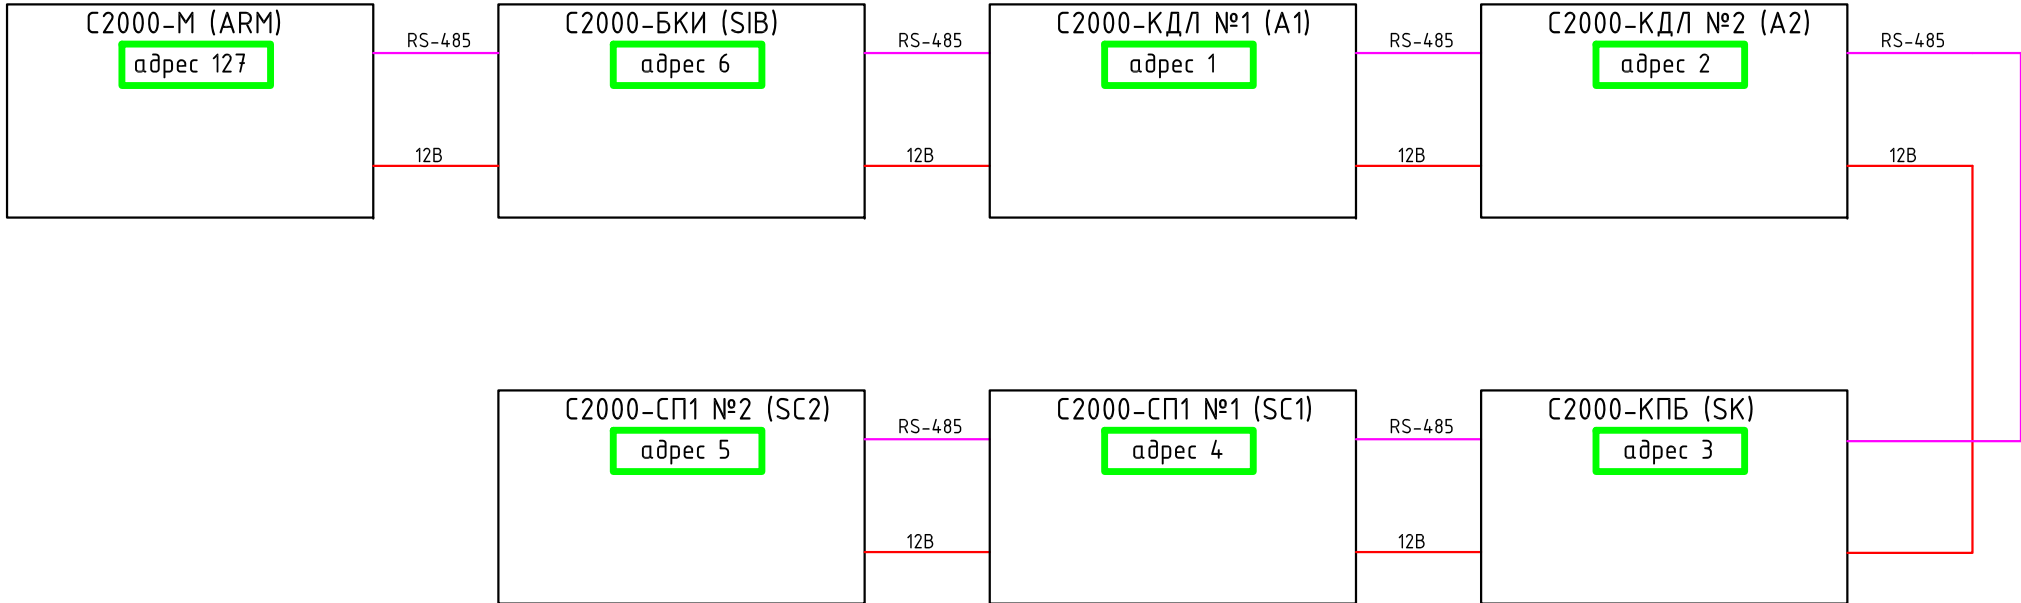 С2000-М (ARM)
адрес 127
RS-485
12В
С2000-БКИ (SIB)
адрес 6
RS-485
12В
С2000-КДЛ №1 (А1)
адрес 1
RS-485
12В
С2000-КДЛ №2 (А2)
адрес 2
RS-485
12В
С2000-СП1 №2 (SC2)
адрес 5
RS-485
12В
С2000-СП1 №1 (SC1)
адрес 4
RS-485
12В
С2000-КПБ (SK)
адрес 3